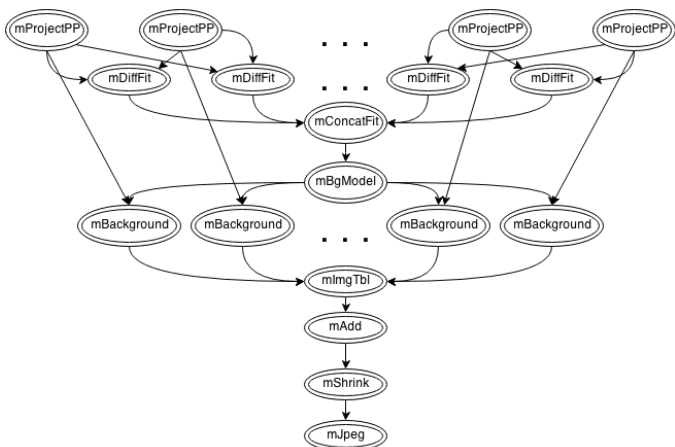 mProjectPP mProjectPP . . . mProjectPP mProjectPP
mDiffFit mDiffFit . . . mDiffFit mDiffFit
mConcatFit
mBgModel
mBackground mBackground . . . mBackground mBackground
mImgTbl
mAdd
mShrink
mJpeg